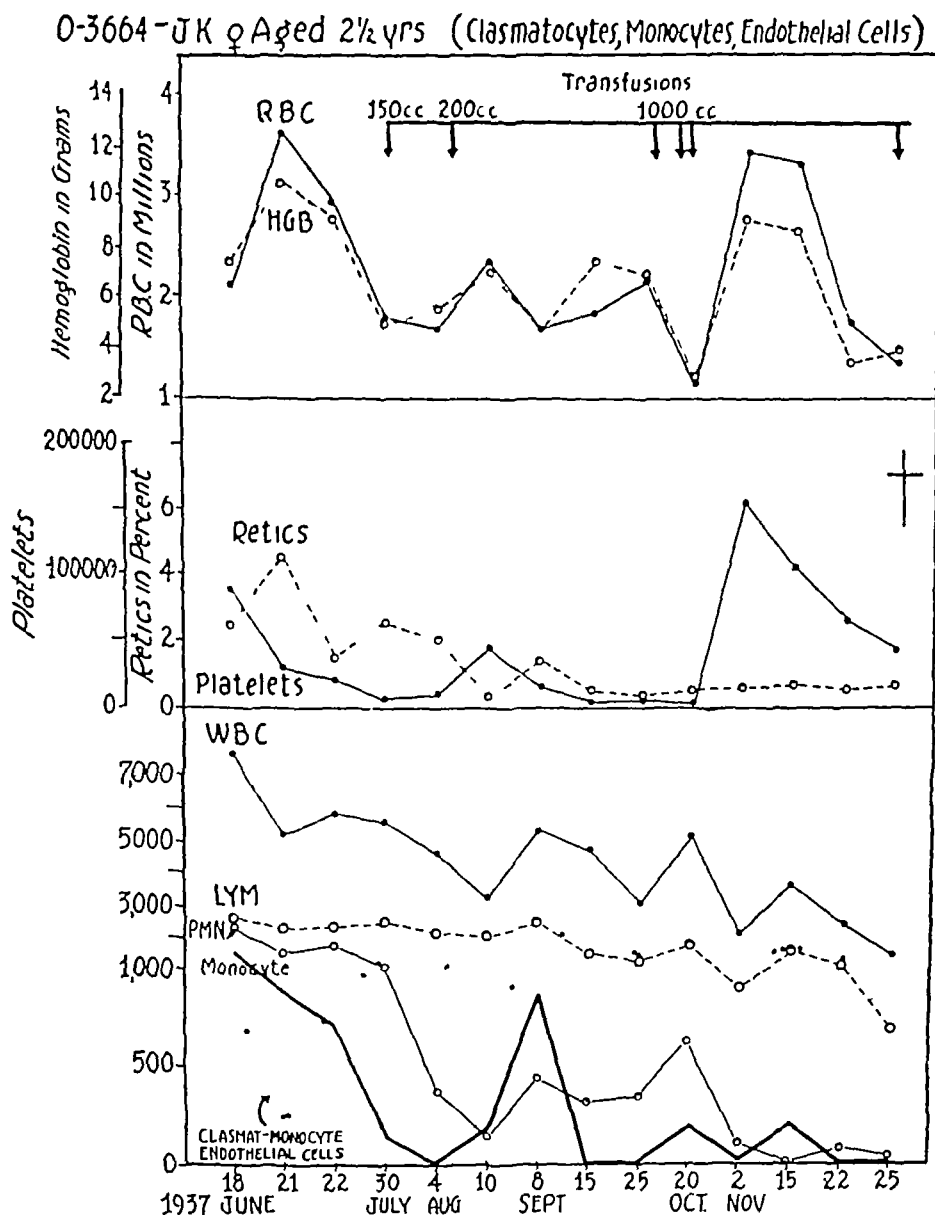 O-3664-JK ♀ Aged 2½ yrs (Clasmatocytes, Monocytes, Endothelial Cells)
Transfusions
150cc 200cc 1000 cc
Hemoglobin in Grams
14
12
10
8
6
4
2
RBC in Millions
4
3
2
1
RBC
HGB
Platelets
200000
100000
0
Retics in Percent
6
4
2
0
Retics
Platelets
WBC
7,000
5000
3,000
1,000
500
0
LYM
PMN
Monocyte
CLASMAT-MONOCYTE
ENDOTHELIAL CELLS
18 21 22 30 4 10 8 15 25 20 2 15 22 25
1937 JUNE JULY AUG SEPT OCT. NOV